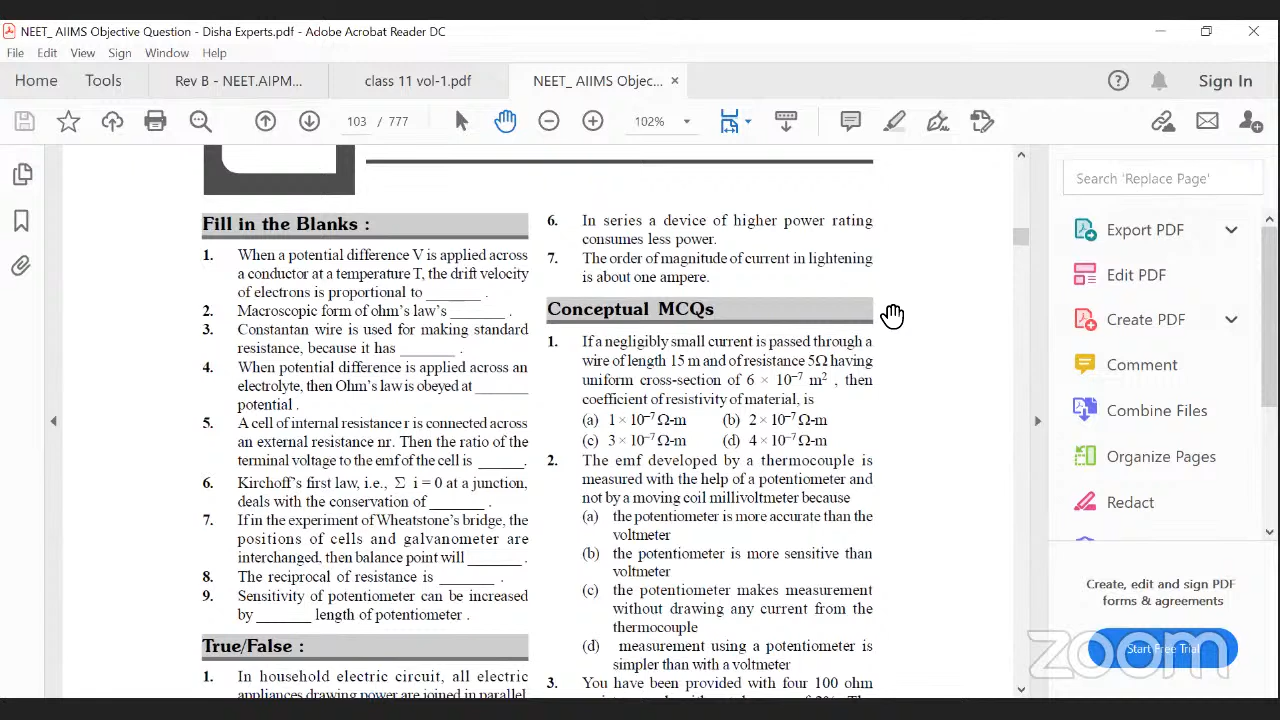 NEET_ AIIMS Objective Question - Disha Experts.pdf - Adobe Acrobat Reader DC
File Edit View Sign Window Help
Home Tools Rev B - NEET.AIPM... class 11 vol-1.pdf NEET_ AIIMS Objec... × Sign In
103 / 777 102%
Fill in the Blanks :
1. When a potential difference V is applied across
a conductor at a temperature T, the drift velocity
of electrons is proportional to _______ .
2. Macroscopic form of ohm's law's _______ .
3. Constantan wire is used for making standard
resistance, because it has _______ .
4. When potential difference is applied across an
electrolyte, then Ohm's law is obeyed at _______
potential .
5. A cell of internal resistance r is connected across
an external resistance nr. Then the ratio of the
terminal voltage to the emf of the cell is ______.
6. Kirchoff's first law, i.e., Σ i = 0 at a junction,
deals with the conservation of _______ .
7. If in the experiment of Wheatstone's bridge, the
positions of cells and galvanometer are
interchanged, then balance point will _______ .
8. The reciprocal of resistance is _______ .
9. Sensitivity of potentiometer can be increased
by _______ length of potentiometer .
True/False :
1. In household electric circuit, all electric
appliances drawing power are joined in parallel.
6. In series a device of higher power rating
consumes less power.
7. The order of magnitude of current in lightening
is about one ampere.
Conceptual MCQs
1. If a negligibly small current is passed through a
wire of length 15 m and of resistance 5Ω having
uniform cross-section of 6 × 10⁻⁷ m² , then
coefficient of resistivity of material, is
(a) 1 × 10⁻⁷ Ω-m (b) 2 × 10⁻⁷ Ω-m
(c) 3 × 10⁻⁷ Ω-m (d) 4 × 10⁻⁷ Ω-m
2. The emf developed by a thermocouple is
measured with the help of a potentiometer and
not by a moving coil millivoltmeter because
(a) the potentiometer is more accurate than the
voltmeter
(b) the potentiometer is more sensitive than
voltmeter
(c) the potentiometer makes measurement
without drawing any current from the
thermocouple
(d) measurement using a potentiometer is
simpler than with a voltmeter
3. You have been provided with four 100 ohm
Search 'Replace Page'
Export PDF
Edit PDF
Create PDF
Comment
Combine Files
Organize Pages
Redact
Create, edit and sign PDF
forms & agreements
Start Free Trial
zoom